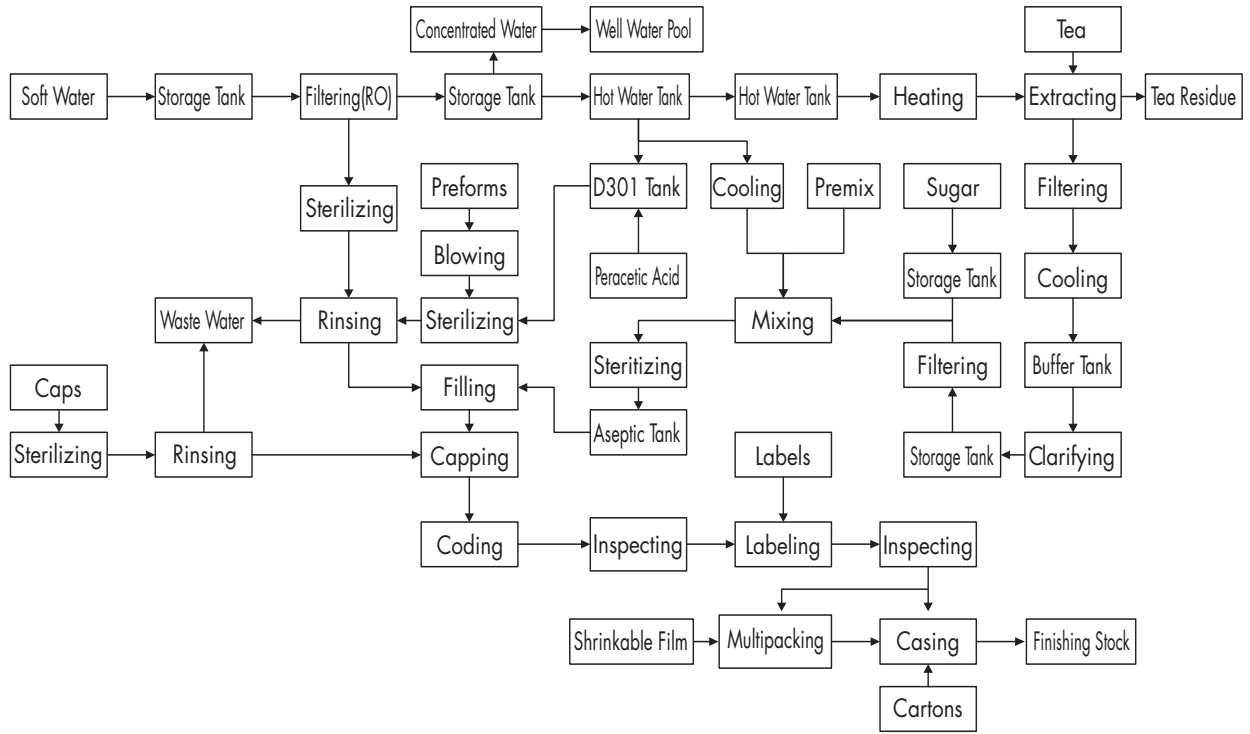 Concentrated Water
Well Water Pool
Tea
Soft Water
Storage Tank
Filtering(RO)
Storage Tank
Hot Water Tank
Hot Water Tank
Heating
Extracting
Tea Residue
Preforms
D301 Tank
Cooling
Premix
Sugar
Filtering
Sterilizing
Blowing
Peracetic Acid
Storage Tank
Cooling
Waste Water
Rinsing
Sterilizing
Mixing
Steritizing
Filtering
Buffer Tank
Caps
Filling
Aseptic Tank
Sterilizing
Rinsing
Capping
Labels
Storage Tank
Clarifying
Coding
Inspecting
Labeling
Inspecting
Shrinkable Film
Multipacking
Casing
Finishing Stock
Cartons